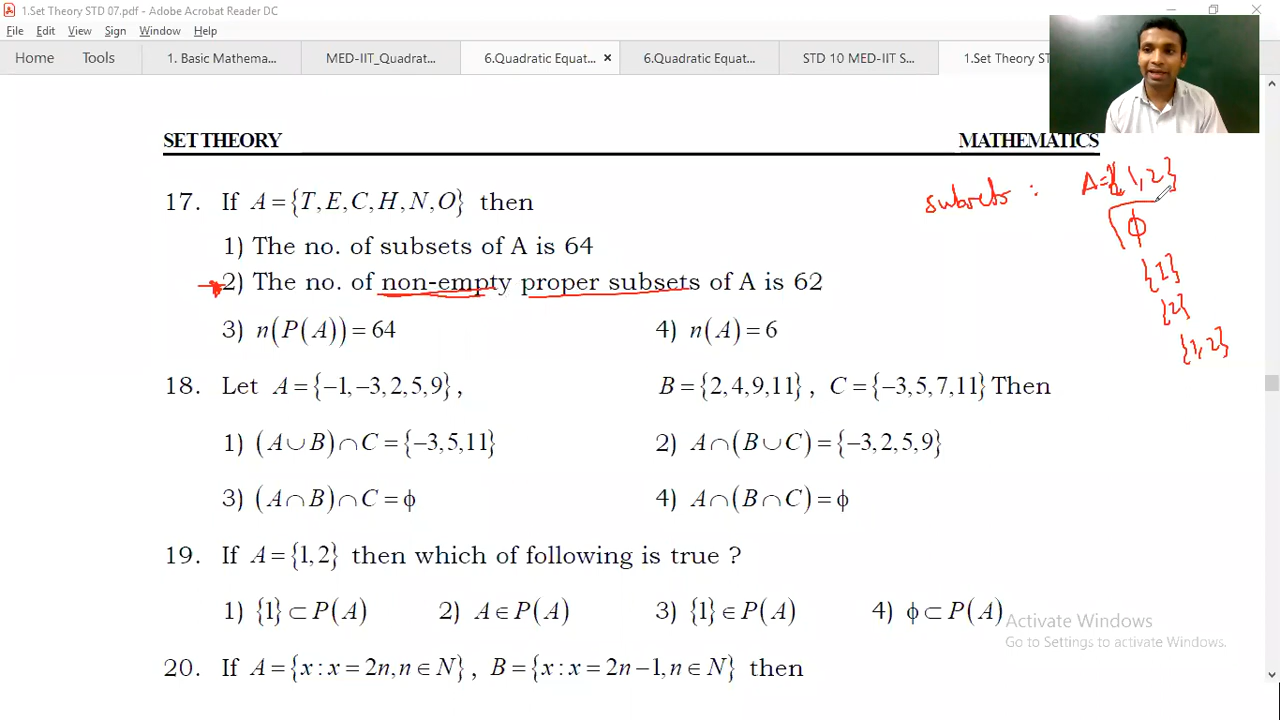 1.Set Theory STD 07.pdf - Adobe Acrobat Reader DC
File Edit View Sign Window Help
Home Tools 1. Basic Mathema... MED-IIT_Quadrat... 6.Quadratic Equat... × 6.Quadratic Equat... STD 10 MED-IIT S... 1.Set Theory ST
SET THEORY MATHEMATICS
subsets : A={1,2}
17. If A={T,E,C,H,N,O} then
ϕ
1) The no. of subsets of A is 64
{1}
2) The no. of non-empty proper subsets of A is 62
{2}
3) n(P(A))=64 4) n(A)=6
{1,2}
18. Let A={−1,−3,2,5,9}, B={2,4,9,11}, C={−3,5,7,11} Then
1) (A∪B)∩C={−3,5,11} 2) A∩(B∪C)={−3,2,5,9}
3) (A∩B)∩C=ϕ 4) A∩(B∩C)=ϕ
19. If A={1,2} then which of following is true ?
1) {1}⊂P(A) 2) A∈P(A) 3) {1}∈P(A) 4) ϕ⊂P(A)
Activate Windows
Go to Settings to activate Windows.
20. If A={x:x=2n,n∈N}, B={x:x=2n−1,n∈N} then